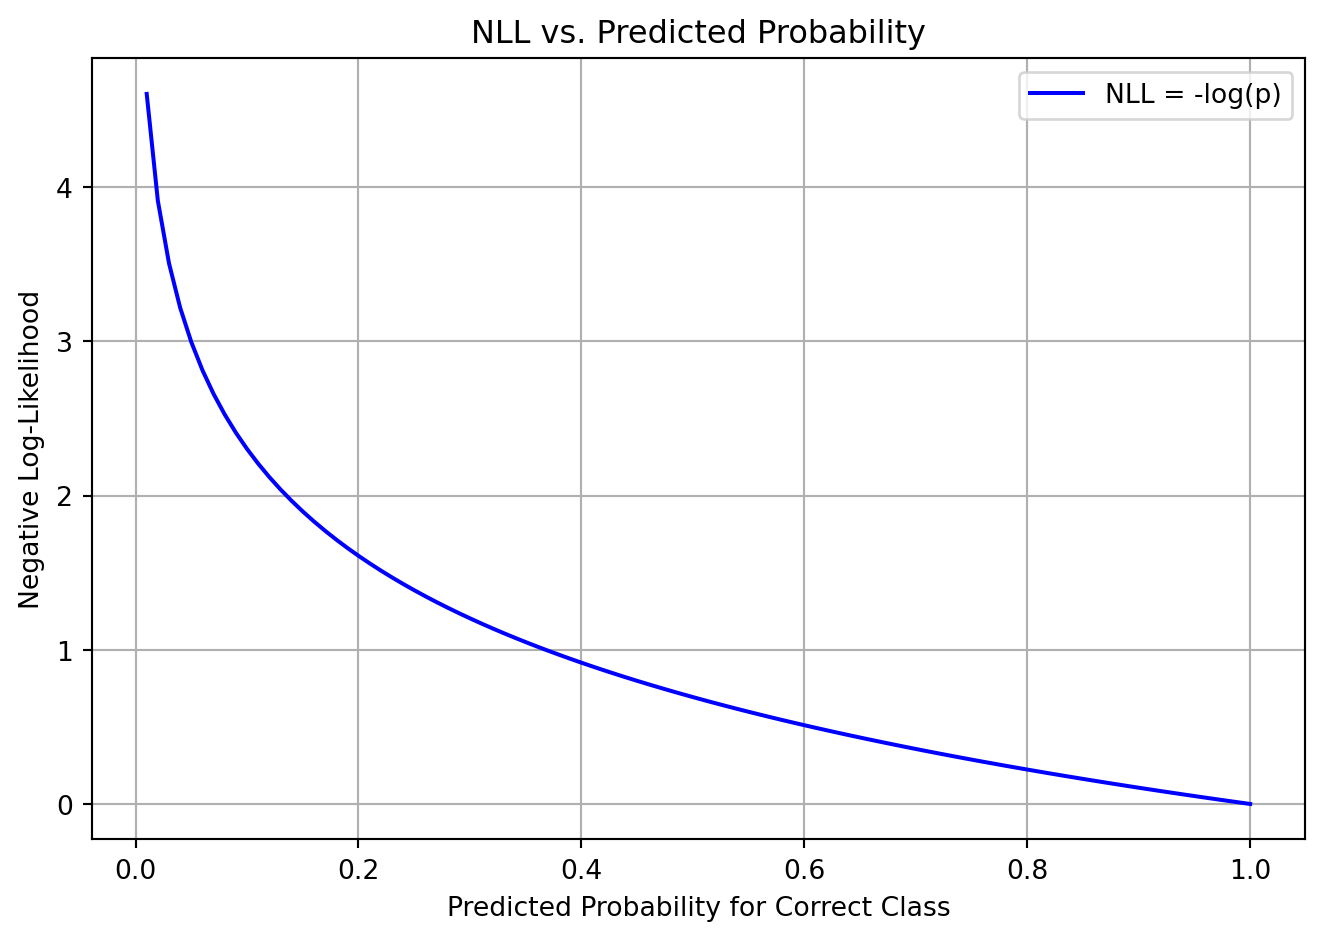 NLL vs. Predicted Probability
NLL = -log(p)
Negative Log-Likelihood
4
3
2
1
0
0.0 0.2 0.4 0.6 0.8 1.0
Predicted Probability for Correct Class